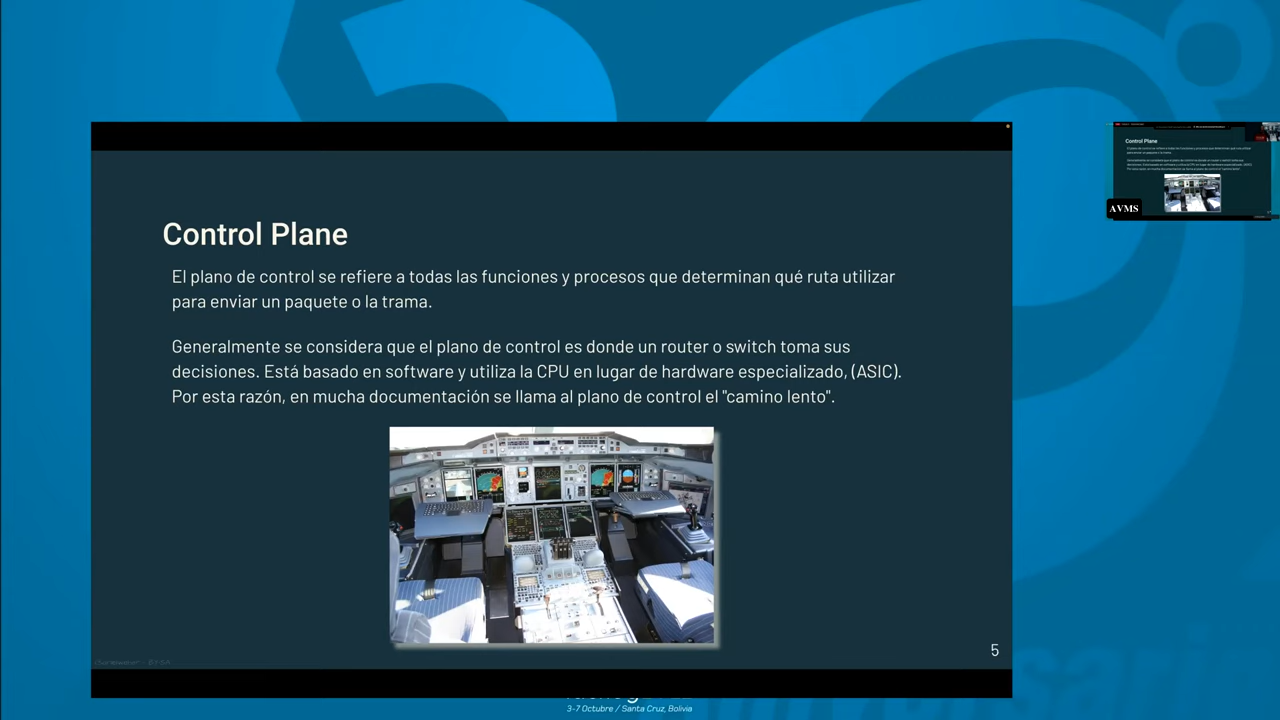 Control Plane
El plano de control se refiere a todas las funciones y procesos que determinan qué ruta utilizar
para enviar un paquete o la trama.
Generalmente se considera que el plano de control es donde un router o switch toma sus
decisiones. Está basado en software y utiliza la CPU en lugar de hardware especializado, (ASIC).
Por esta razón, en mucha documentación se llama al plano de control el "camino lento".
5
Control Plane
AVMS
3-7 Octubre / Santa Cruz, Bolivia